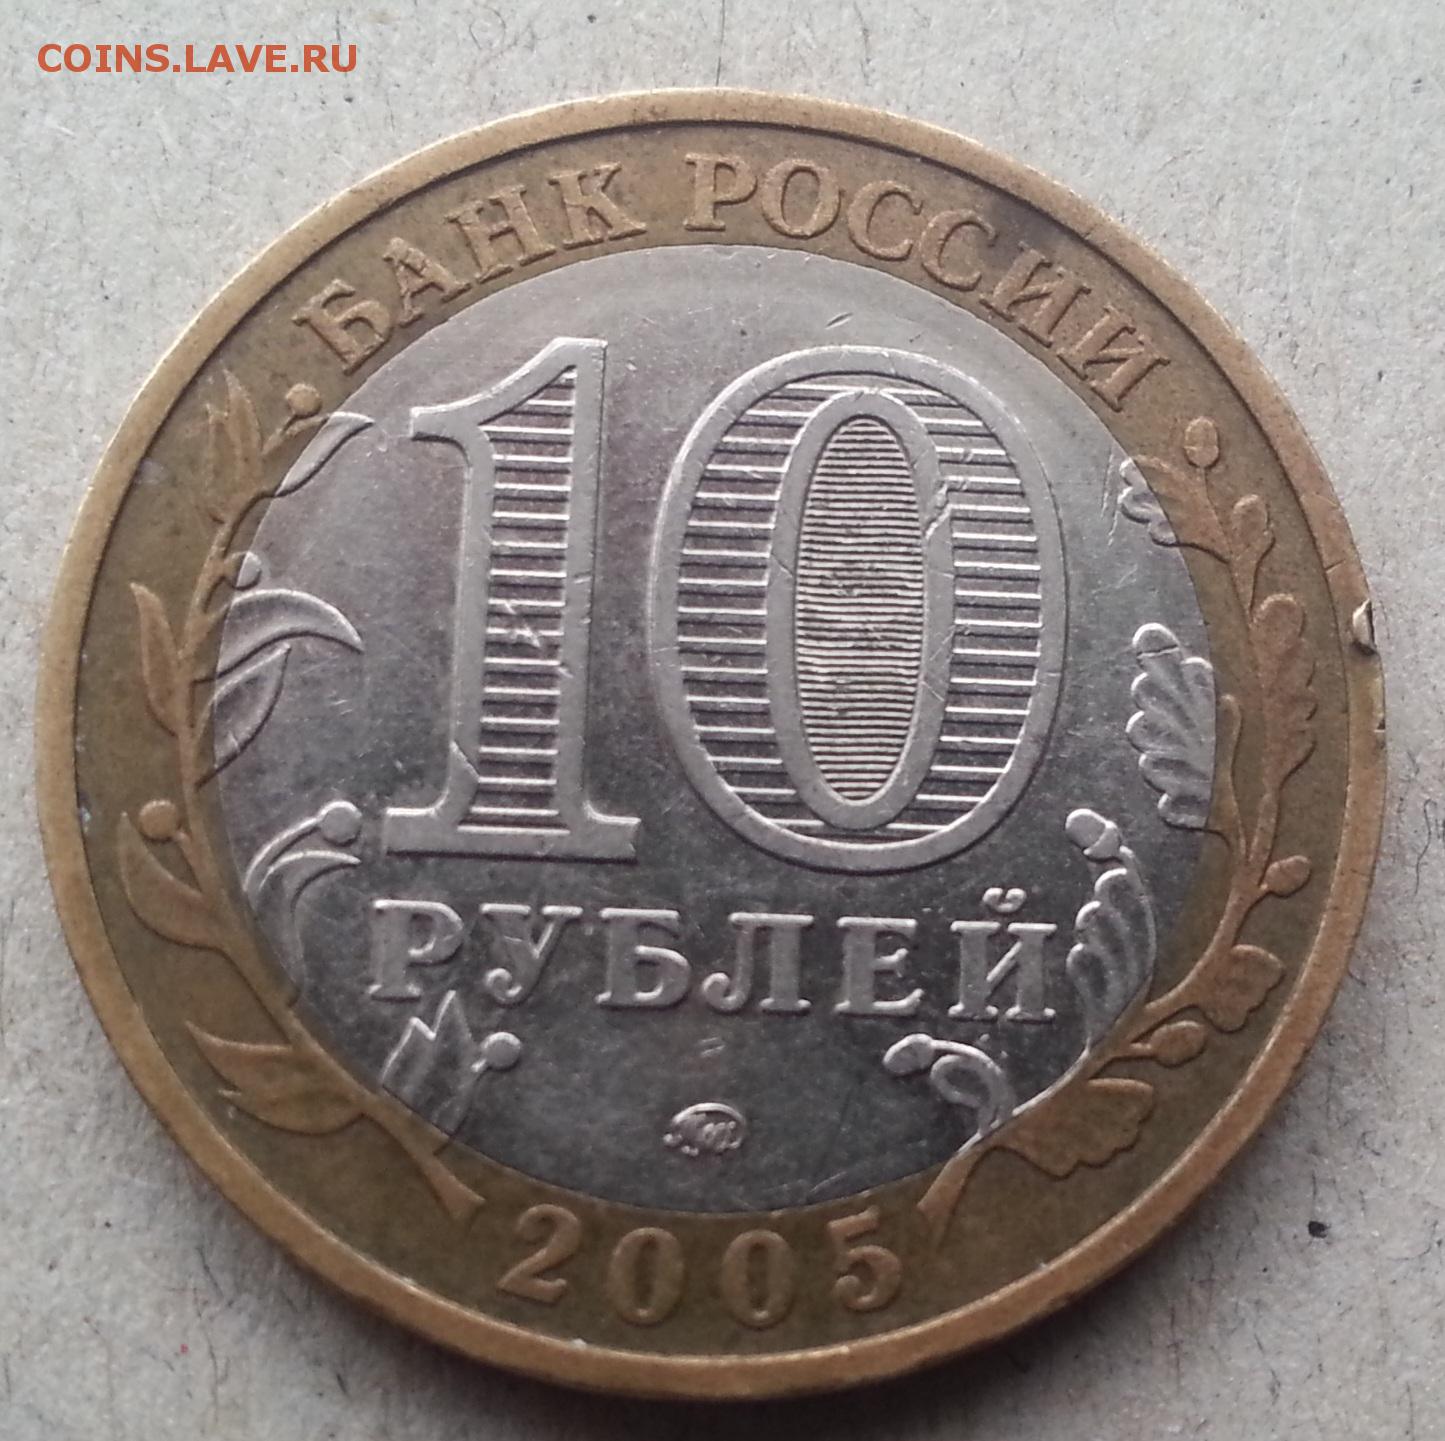 COINS.LAVE.RU
БАНК РОССИИ
10
РУБЛЕЙ
ММД
2005